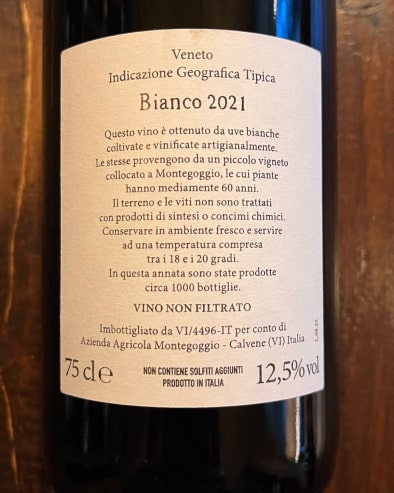 Veneto
Indicazione Geografica Tipica
Bianco 2021
Questo vino è ottenuto da uve bianche
coltivate e vinificate artigianalmente.
Le stesse provengono da un piccolo vigneto
collocato a Montegoggio, le cui piante
hanno mediamente 60 anni.
Il terreno e le viti non sono trattati
con prodotti di sintesi o concimi chimici.
Conservare in ambiente fresco e servire
ad una temperatura compresa
tra i 18 e i 20 gradi.
In questa annata sono state prodotte
circa 1000 bottiglie.
VINO NON FILTRATO
Imbottigliato da VI/4496-IT per conto di
Azienda Agricola Montegoggio - Calvene (VI) Italia
75 cl e
NON CONTIENE SOLFITI AGGIUNTI
PRODOTTO IN ITALIA
12,5% vol